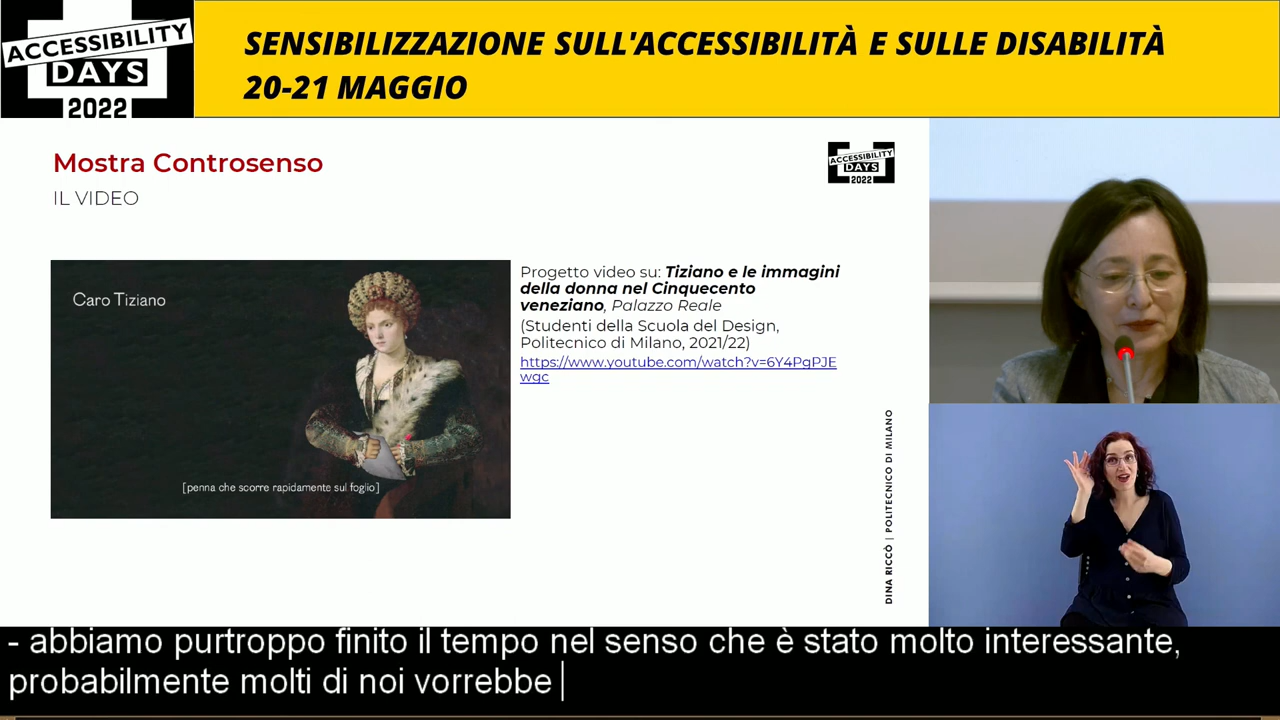 ACCESSIBILITY
DAYS
2022
SENSIBILIZZAZIONE SULL'ACCESSIBILITÀ E SULLE DISABILITÀ
20-21 MAGGIO
Mostra Controsenso
IL VIDEO
ACCESSIBILITY
DAYS
2022
Caro Tiziano
[penna che scorre rapidamente sul foglio]
Progetto video su: Tiziano e le immagini
della donna nel Cinquecento
veneziano, Palazzo Reale
(Studenti della Scuola del Design,
Politecnico di Milano, 2021/22)
https://www.youtube.com/watch?v=6Y4PgPJE
wgc
DINA RICCÒ | POLITECNICO DI MILANO
- abbiamo purtroppo finito il tempo nel senso che è stato molto interessante,
probabilmente molti di noi vorrebbe